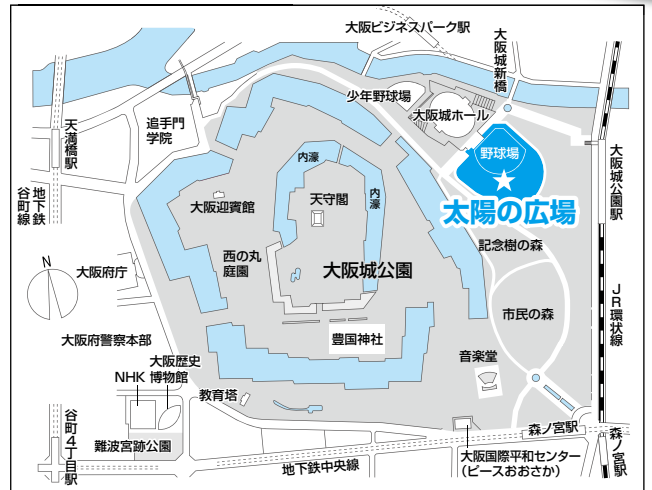 大阪ビジネスパーク駅
大阪城新橋
少年野球場
大阪城ホール
追手門
学院
天満橋駅
地下鉄
谷町線
野球場
太陽の広場
大阪城公園駅
内濠
内濠
天守閣
大阪迎賓館
西の丸
庭園
大阪城公園
記念樹の森
市民の森
JR環状線
N
大阪府庁
大阪府警察本部
豊国神社
音楽堂
大阪歴史
博物館
NHK
教育塔
難波宮跡公園
谷町4丁目駅
地下鉄中央線
森ノ宮駅
森ノ宮駅
大阪国際平和センター
（ピースおおさか）